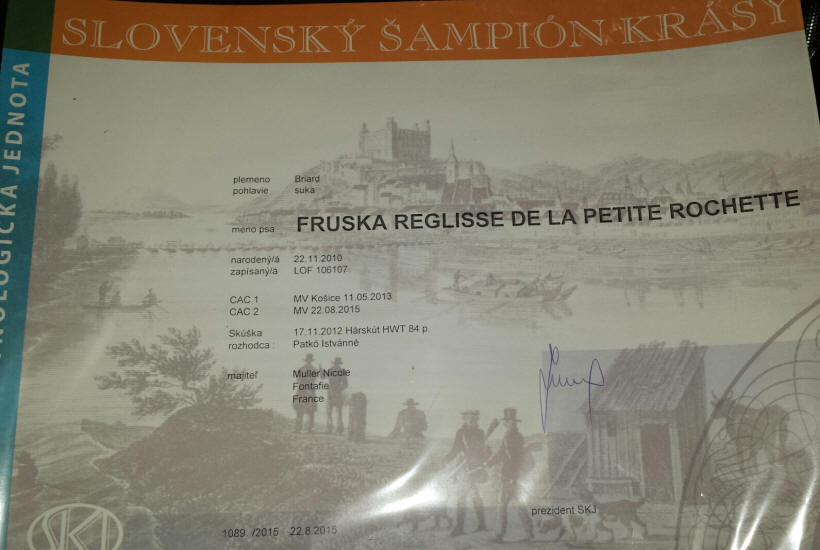 SLOVENSKÝ ŠAMPIÓN KRÁSY
JEDNOTA
plemeno Briard
pohlavie suka
meno psa FRUSKA REGLISSE DE LA PETITE ROCHETTE
narodený/á 22.11.2010
zapísaný/á LOF 106107
CAC 1 MV Košice 11.05.2013
CAC 2 MV 22.08.2015
Skúška 17.11.2012 Hárskút HWT 84 p.
rozhodca : Patkó Istvánné
majiteľ Muller Nicole
Fontafie
France
prezident SKJ
1089 /2015 22.8.2015
SKJ